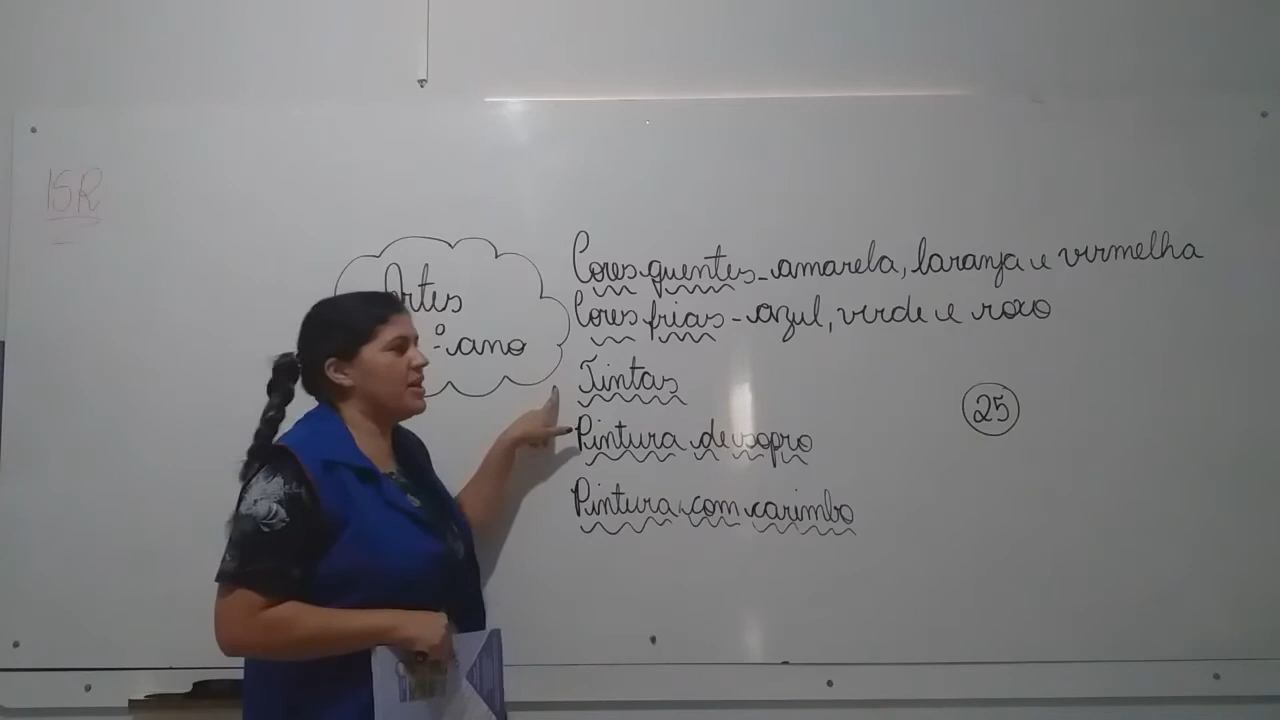 15R
Artes
º ano
Cores quentes - amarela, laranja e vermelha
Cores frias - azul, verde e roxo
Tintas
25
Pintura de sopro
Pintura com carimbo